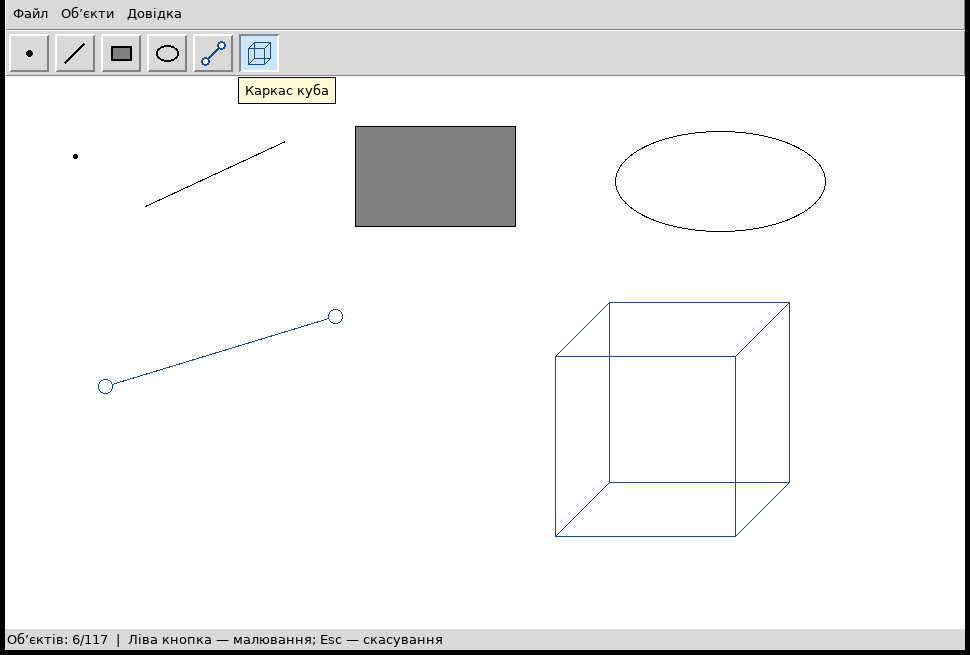 Файл Об’єкти Довідка
Каркас куба
Об’єктів: 6/117 | Ліва кнопка — малювання; Esc — скасування